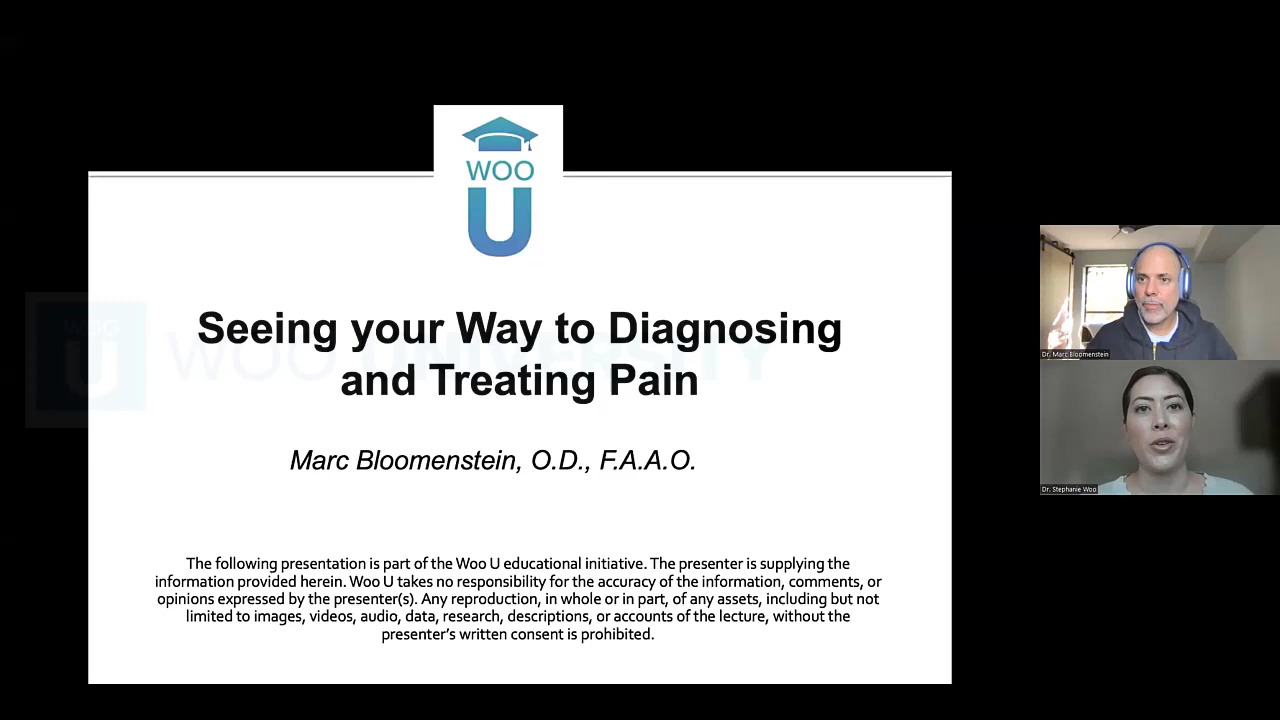 WOO
U
Seeing your Way to Diagnosing
and Treating Pain
Marc Bloomenstein, O.D., F.A.A.O.
The following presentation is part of the Woo U educational initiative. The presenter is supplying the
information provided herein. Woo U takes no responsibility for the accuracy of the information, comments, or
opinions expressed by the presenter(s). Any reproduction, in whole or in part, of any assets, including but not
limited to images, videos, audio, data, research, descriptions, or accounts of the lecture, without the
presenter's written consent is prohibited.
WOO
U
WOO UNIVERSITY
Dr. Marc Bloomenstein
Dr. Stephanie Woo